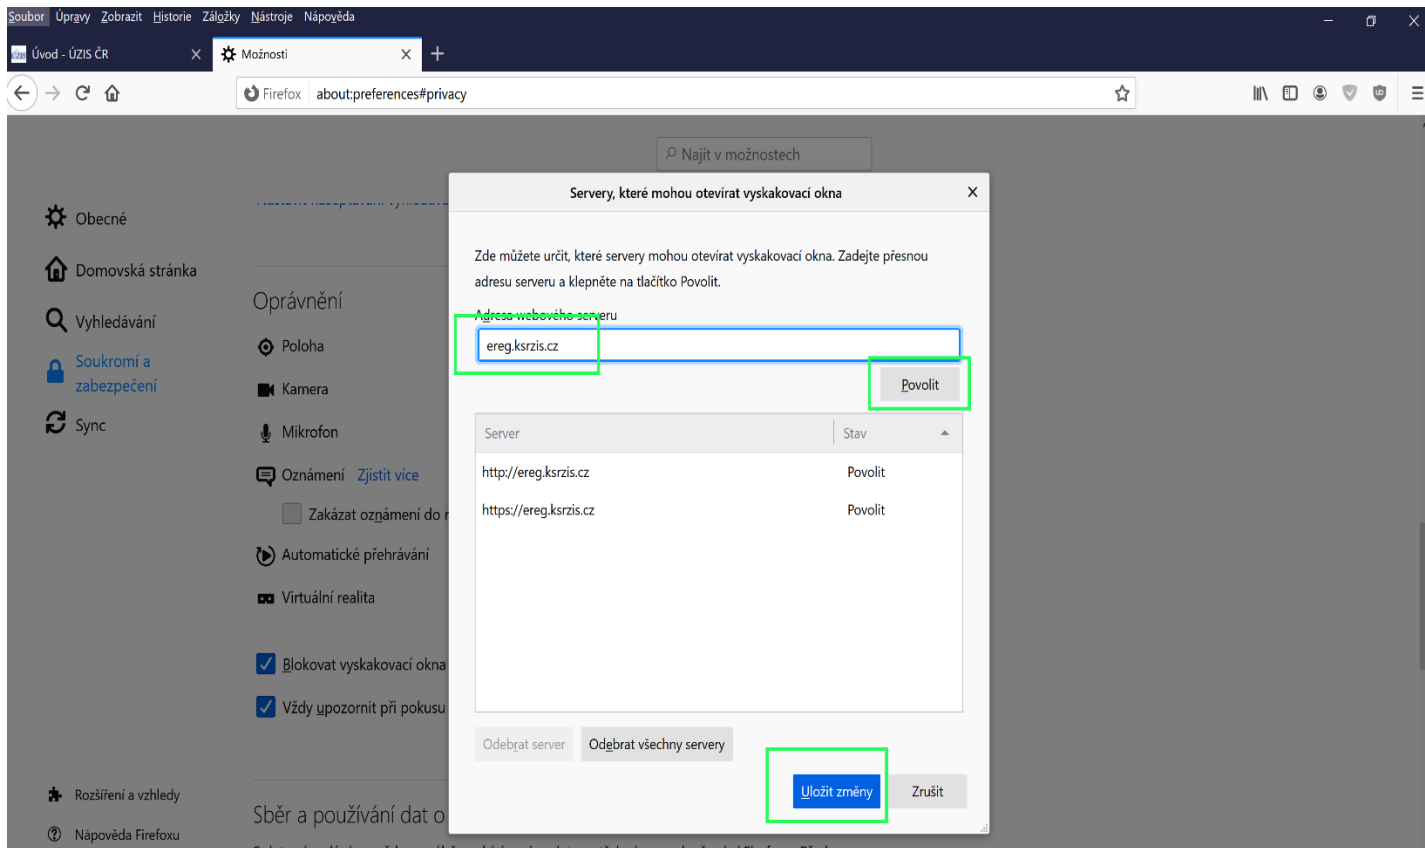 Soubor Úpravy Zobrazit Historie Záložky Nástroje Nápověda
Úvod - ÚZIS ČR
Možnosti
Firefox about:preferences#privacy
Najít v možnostech
Obecné
Domovská stránka
Vyhledávání
Soukromí a
zabezpečení
Sync
Rozšíření a vzhledy
Nápověda Firefoxu
Oprávnění
Poloha
Kamera
Mikrofon
Oznámení Zjistit více
Zakázat oznámení do
Automatické přehrávání
Virtuální realita
Blokovat vyskakovací okna
Vždy upozornit při pokusu
Sběr a používání dat o
Servery, které mohou otevírat vyskakovací okna
Zde můžete určit, které servery mohou otevírat vyskakovací okna. Zadejte přesnou
adresu serveru a klepněte na tlačítko Povolit.
Adresa webového serveru
ereg.ksrzis.cz
Povolit
Server Stav
http://ereg.ksrzis.cz Povolit
https://ereg.ksrzis.cz Povolit
Odebrat server Odebrat všechny servery
Uložit změny Zrušit